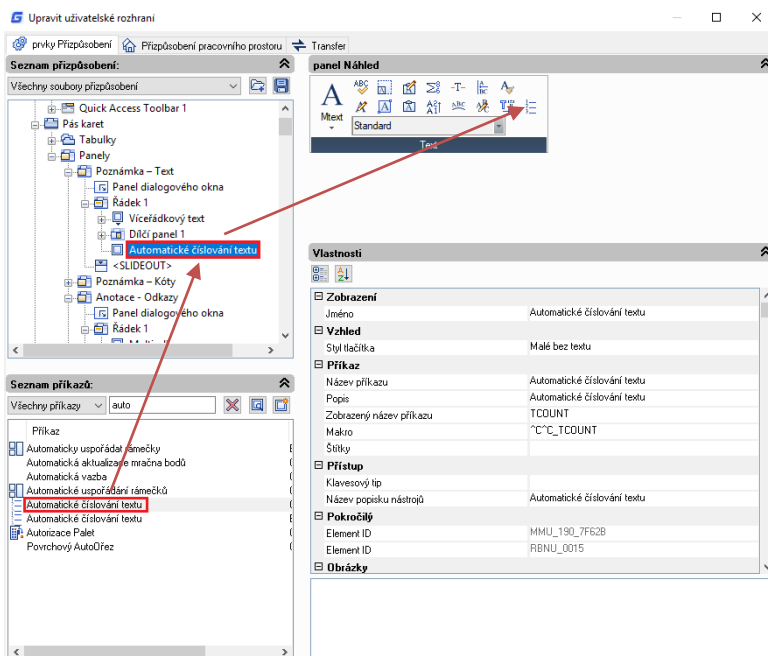 Upravit uživatelské rozhraní
prvky Přizpůsobení
Přizpůsobení pracovního prostoru
Transfer
Seznam přizpůsobení:
Všechny soubory přizpůsobení
Quick Access Toolbar 1
Pás karet
Tabulky
Panely
Poznámka – Text
Panel dialogového okna
Řádek 1
Víceřádkový text
Dílčí panel 1
Automatické číslování textu
<SLIDEOUT>
Poznámka – Kóty
Anotace - Odkazy
Panel dialogového okna
Řádek 1
Seznam příkazů:
Všechny příkazy
auto
Příkaz
Automaticky uspořádat rámečky
Automatická aktualizace mračna bodů
Automatická vazba
Automatické uspořádání rámečků
Automatické číslování textu
Automatické číslování textu
Autorizace Palet
Povrchový AutoOřez
panel Náhled
Mtext
Standard
Text
Vlastnosti
Zobrazení
Jméno Automatické číslování textu
Vzhled
Styl tlačítka Malé bez textu
Příkaz
Název příkazu Automatické číslování textu
Popis Automatické číslování textu
Zobrazený název příkazu TCOUNT
Makro ^C^C_TCOUNT
Štítky
Přístup
Klavesový tip
Název popisku nástrojů Automatické číslování textu
Pokročilý
Element ID MMU_190_7F62B
Element ID RBNU_0015
Obrázky